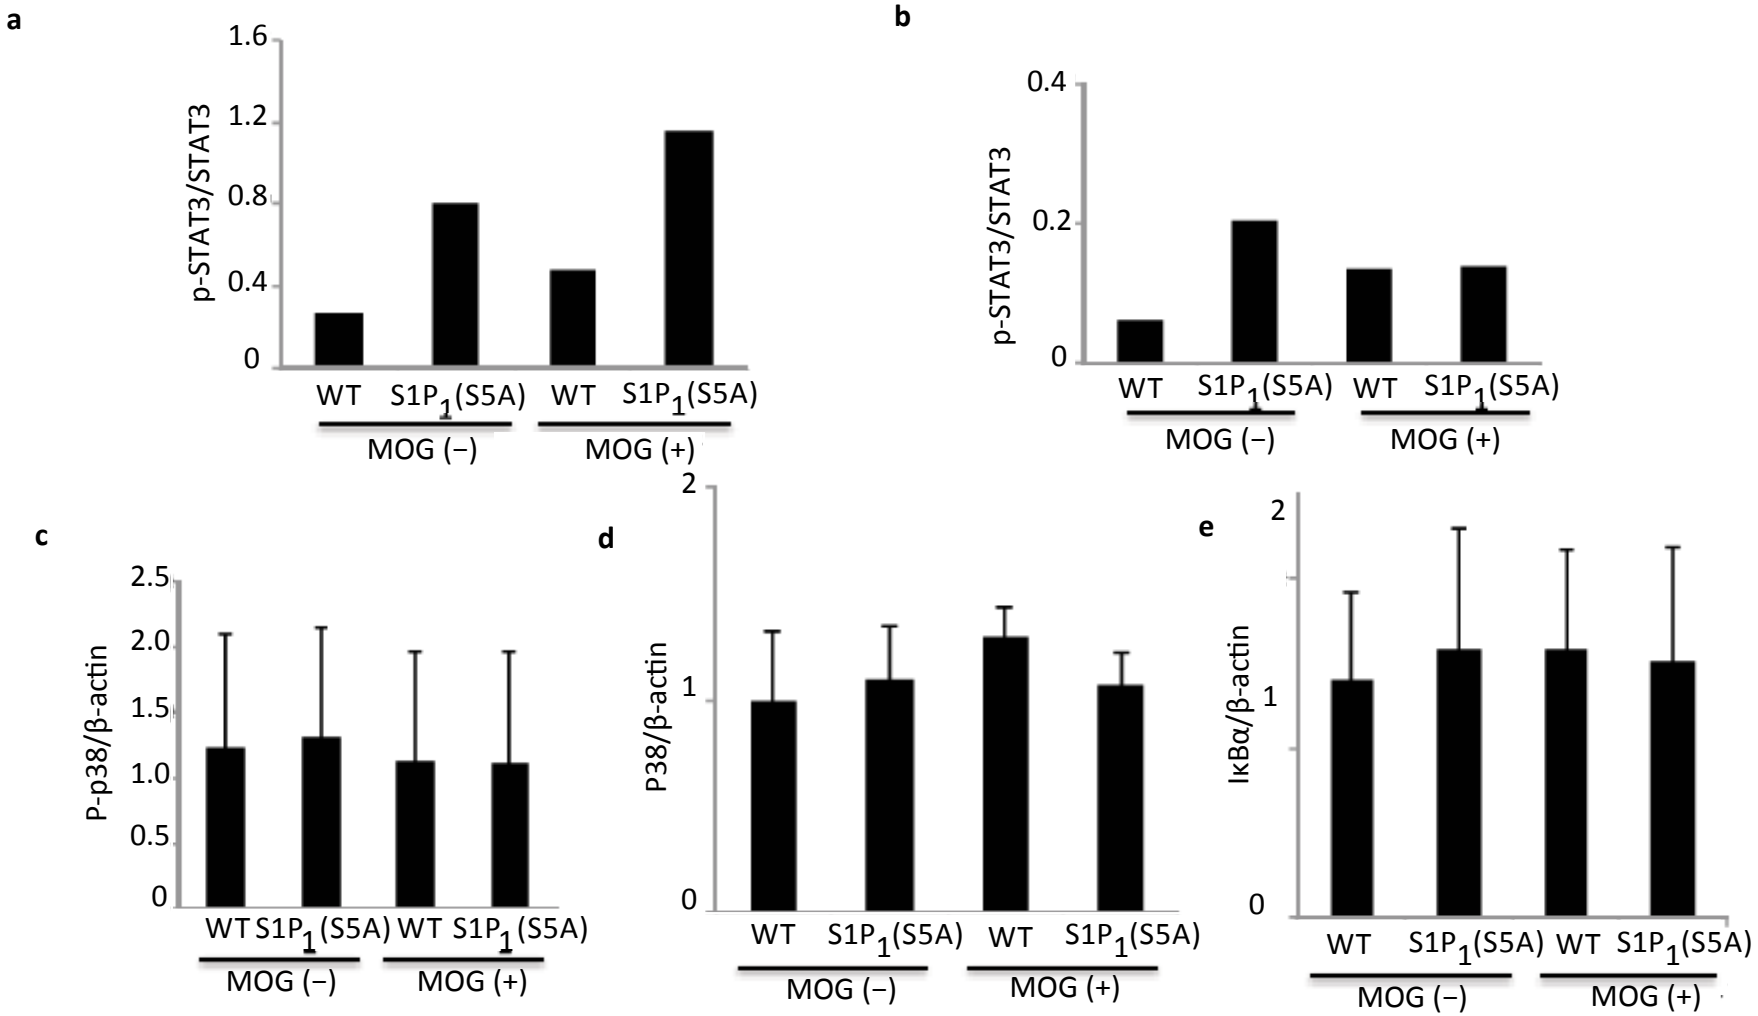 a
p-STAT3/STAT3
1.6
1.2
0.8
0.4
0
WT S1P1(S5A) WT S1P1(S5A)
MOG (−) MOG (+)
b
p-STAT3/STAT3
0.4
0.2
0
WT S1P1(S5A) WT S1P1(S5A)
MOG (−) MOG (+)
c
P-p38/β-actin
2.5
2.0
1.5
1.0
0.5
0
WT S1P1(S5A) WT S1P1(S5A)
MOG (−) MOG (+)
d
P38/β-actin
2
1
0
WT S1P1(S5A) WT S1P1(S5A)
MOG (−) MOG (+)
e
IκBα/β-actin
2
1
0
WT S1P1(S5A) WT S1P1(S5A)
MOG (−) MOG (+)